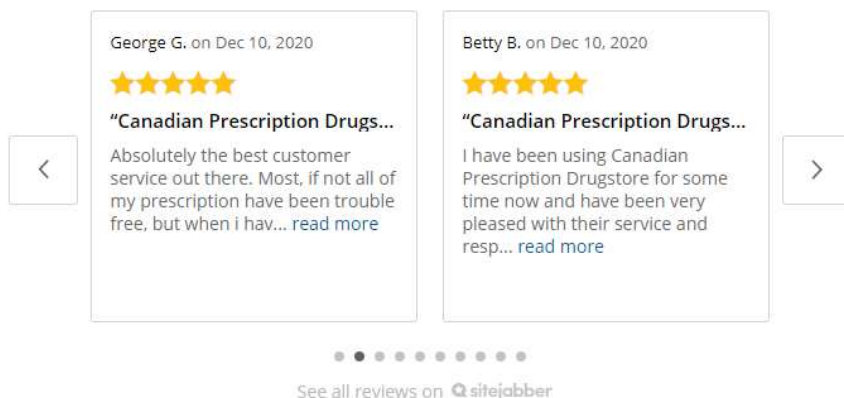 George G. on Dec 10, 2020
“Canadian Prescription Drugs...
Absolutely the best customer
service out there. Most, if not all of
my prescription have been trouble
free, but when i hav... read more
Betty B. on Dec 10, 2020
“Canadian Prescription Drugs...
I have been using Canadian
Prescription Drugstore for some
time now and have been very
pleased with their service and
resp... read more
See all reviews on sitejabber